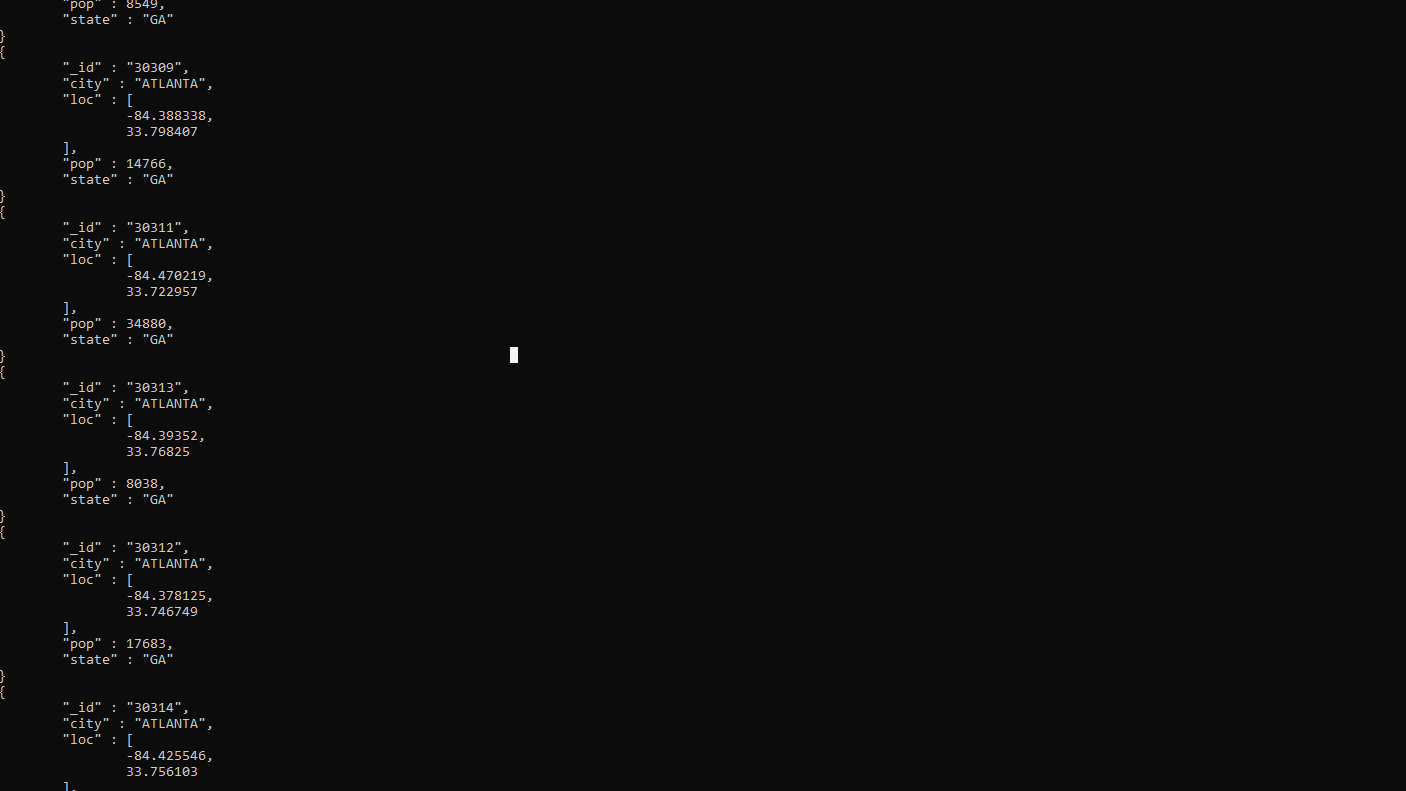 "pop" : 8549,
"state" : "GA"
}
{
"_id" : "30309",
"city" : "ATLANTA",
"loc" : [
-84.388338,
33.798407
],
"pop" : 14766,
"state" : "GA"
}
{
"_id" : "30311",
"city" : "ATLANTA",
"loc" : [
-84.470219,
33.722957
],
"pop" : 34880,
"state" : "GA"
}
{
"_id" : "30313",
"city" : "ATLANTA",
"loc" : [
-84.39352,
33.76825
],
"pop" : 8038,
"state" : "GA"
}
{
"_id" : "30312",
"city" : "ATLANTA",
"loc" : [
-84.378125,
33.746749
],
"pop" : 17683,
"state" : "GA"
}
{
"_id" : "30314",
"city" : "ATLANTA",
"loc" : [
-84.425546,
33.756103
],